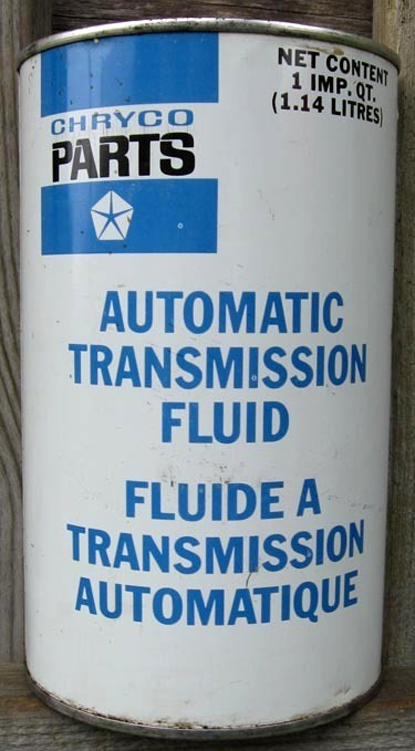 CHRYCO
PARTS
NET CONTENT
1 IMP. QT.
(1.14 LITRES)
AUTOMATIC
TRANSMISSION
FLUID
FLUIDE A
TRANSMISSION
AUTOMATIQUE